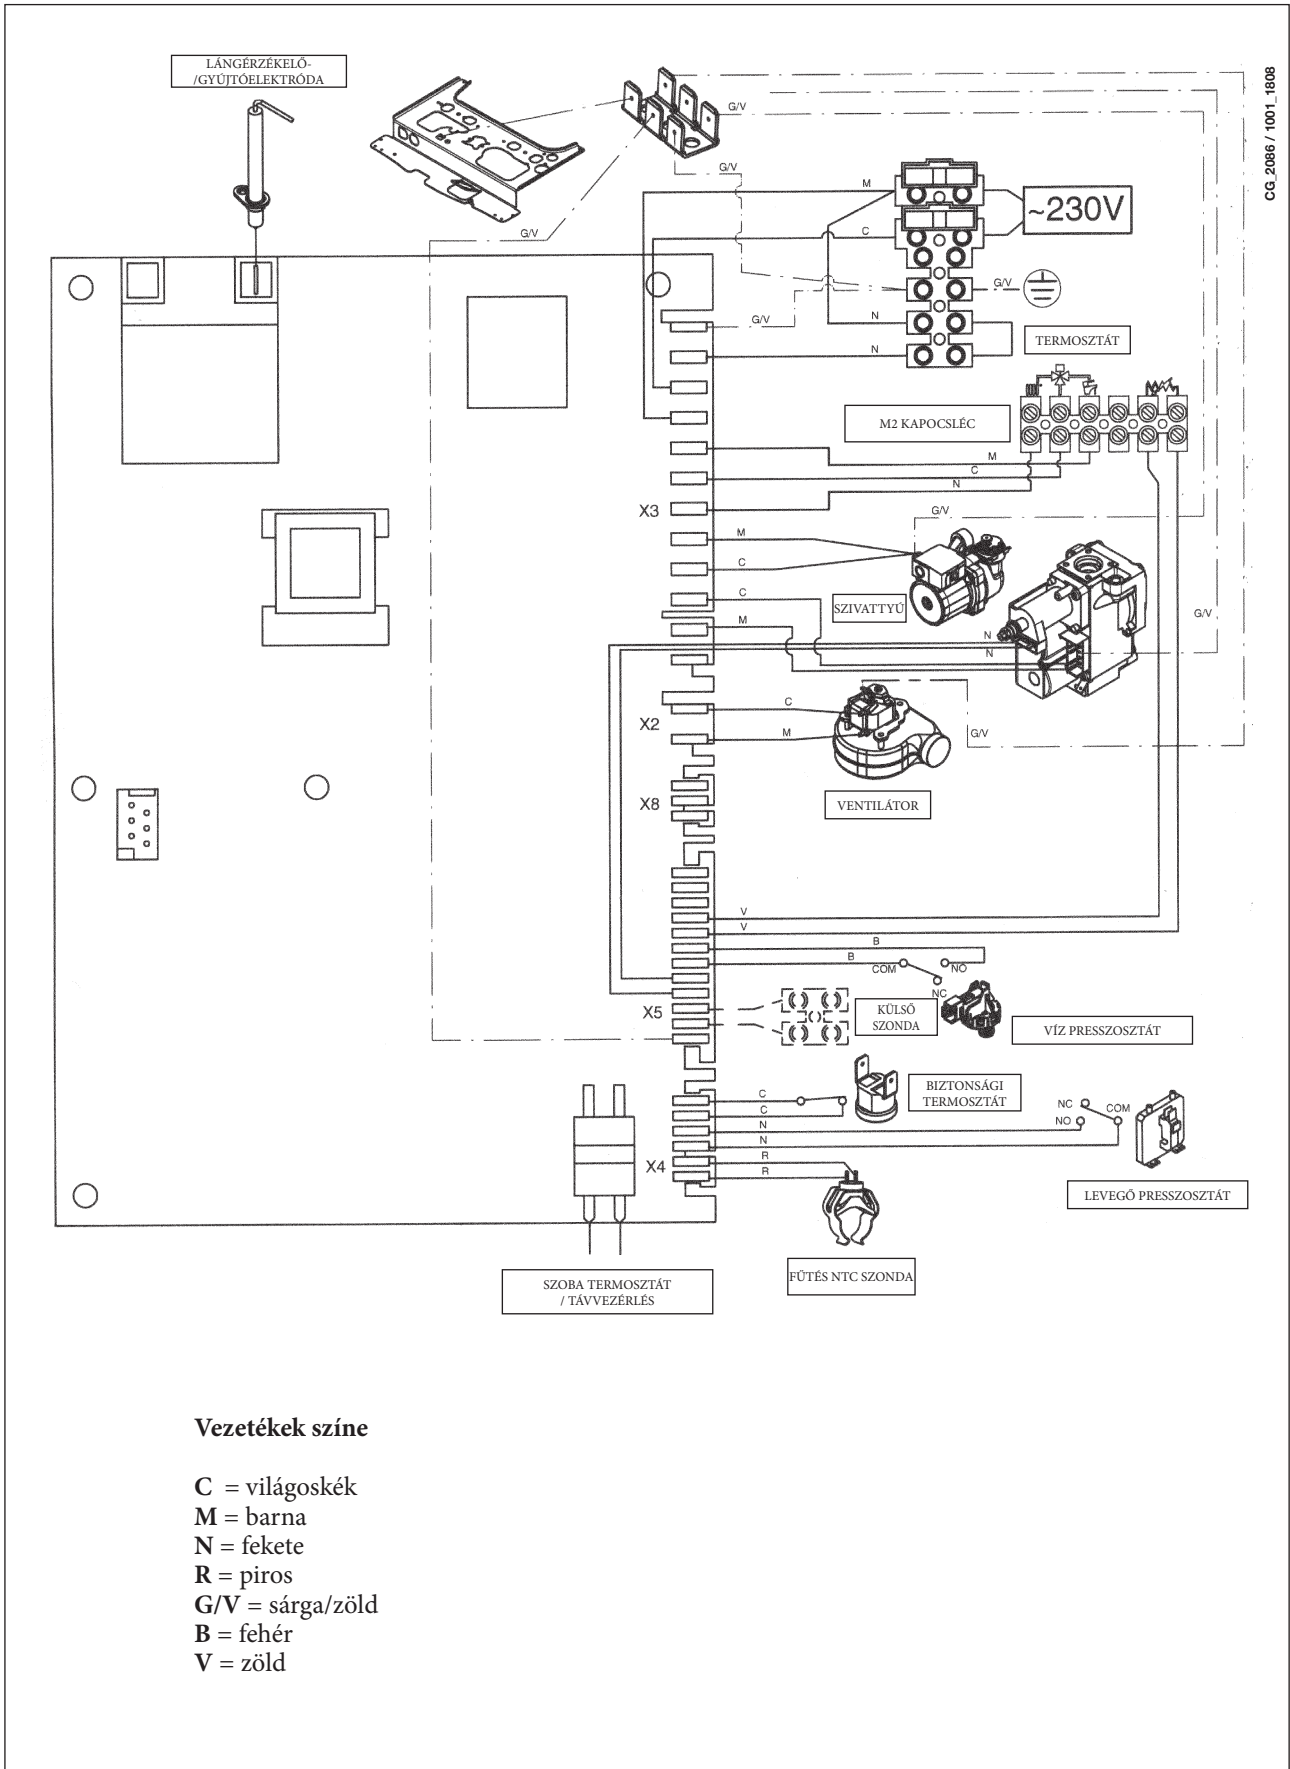 LÁNGÉRZÉKELŐ-
/GYÚJTÓELEKTRÓDA
CG_2086 / 1001_1808
G/V
G/V
M
~230V
C
G/V
G/V
G/V
N
TERMOSZTÁT
N
M2 KAPOCSLÉC
M
C
N
X3
G/V
M
C
C
SZIVATTYÚ
G/V
M
N
N
C
X2
M
G/V
X8
VENTILÁTOR
V
V
B
B
COM
NO
NC
X5
KÜLSŐ
SZONDA
VÍZ PRESSZOSZTÁT
BIZTONSÁGI
TERMOSZTÁT
C
C
NC
COM
NO
N
N
R
X4
R
LEVEGŐ PRESSZOSZTÁT
FŰTÉS NTC SZONDA
SZOBA TERMOSZTÁT
/ TÁVVEZÉRLÉS
Vezetékek színe
C = világoskék
M = barna
N = fekete
R = piros
G/V = sárga/zöld
B = fehér
V = zöld